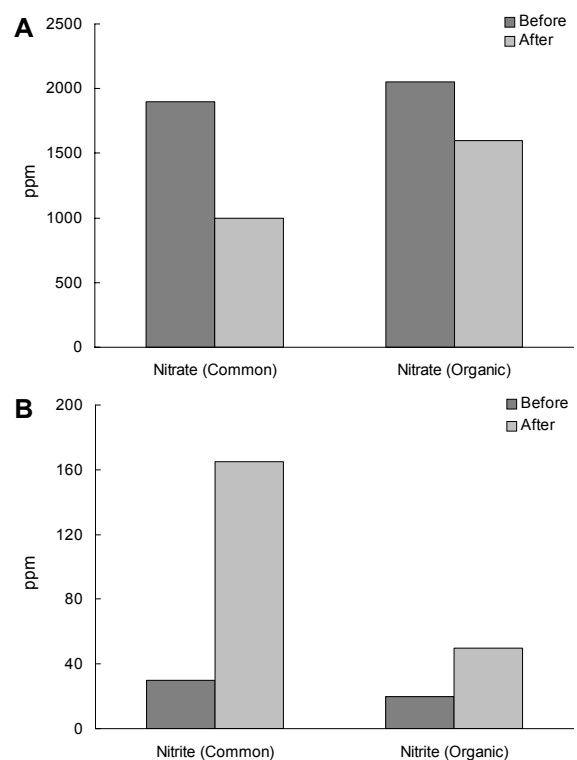 A
2500
2000
1500
1000
500
0
ppm
Before
After
Nitrate (Common)
Nitrate (Organic)
B
200
160
120
80
40
0
ppm
Before
After
Nitrite (Common)
Nitrite (Organic)